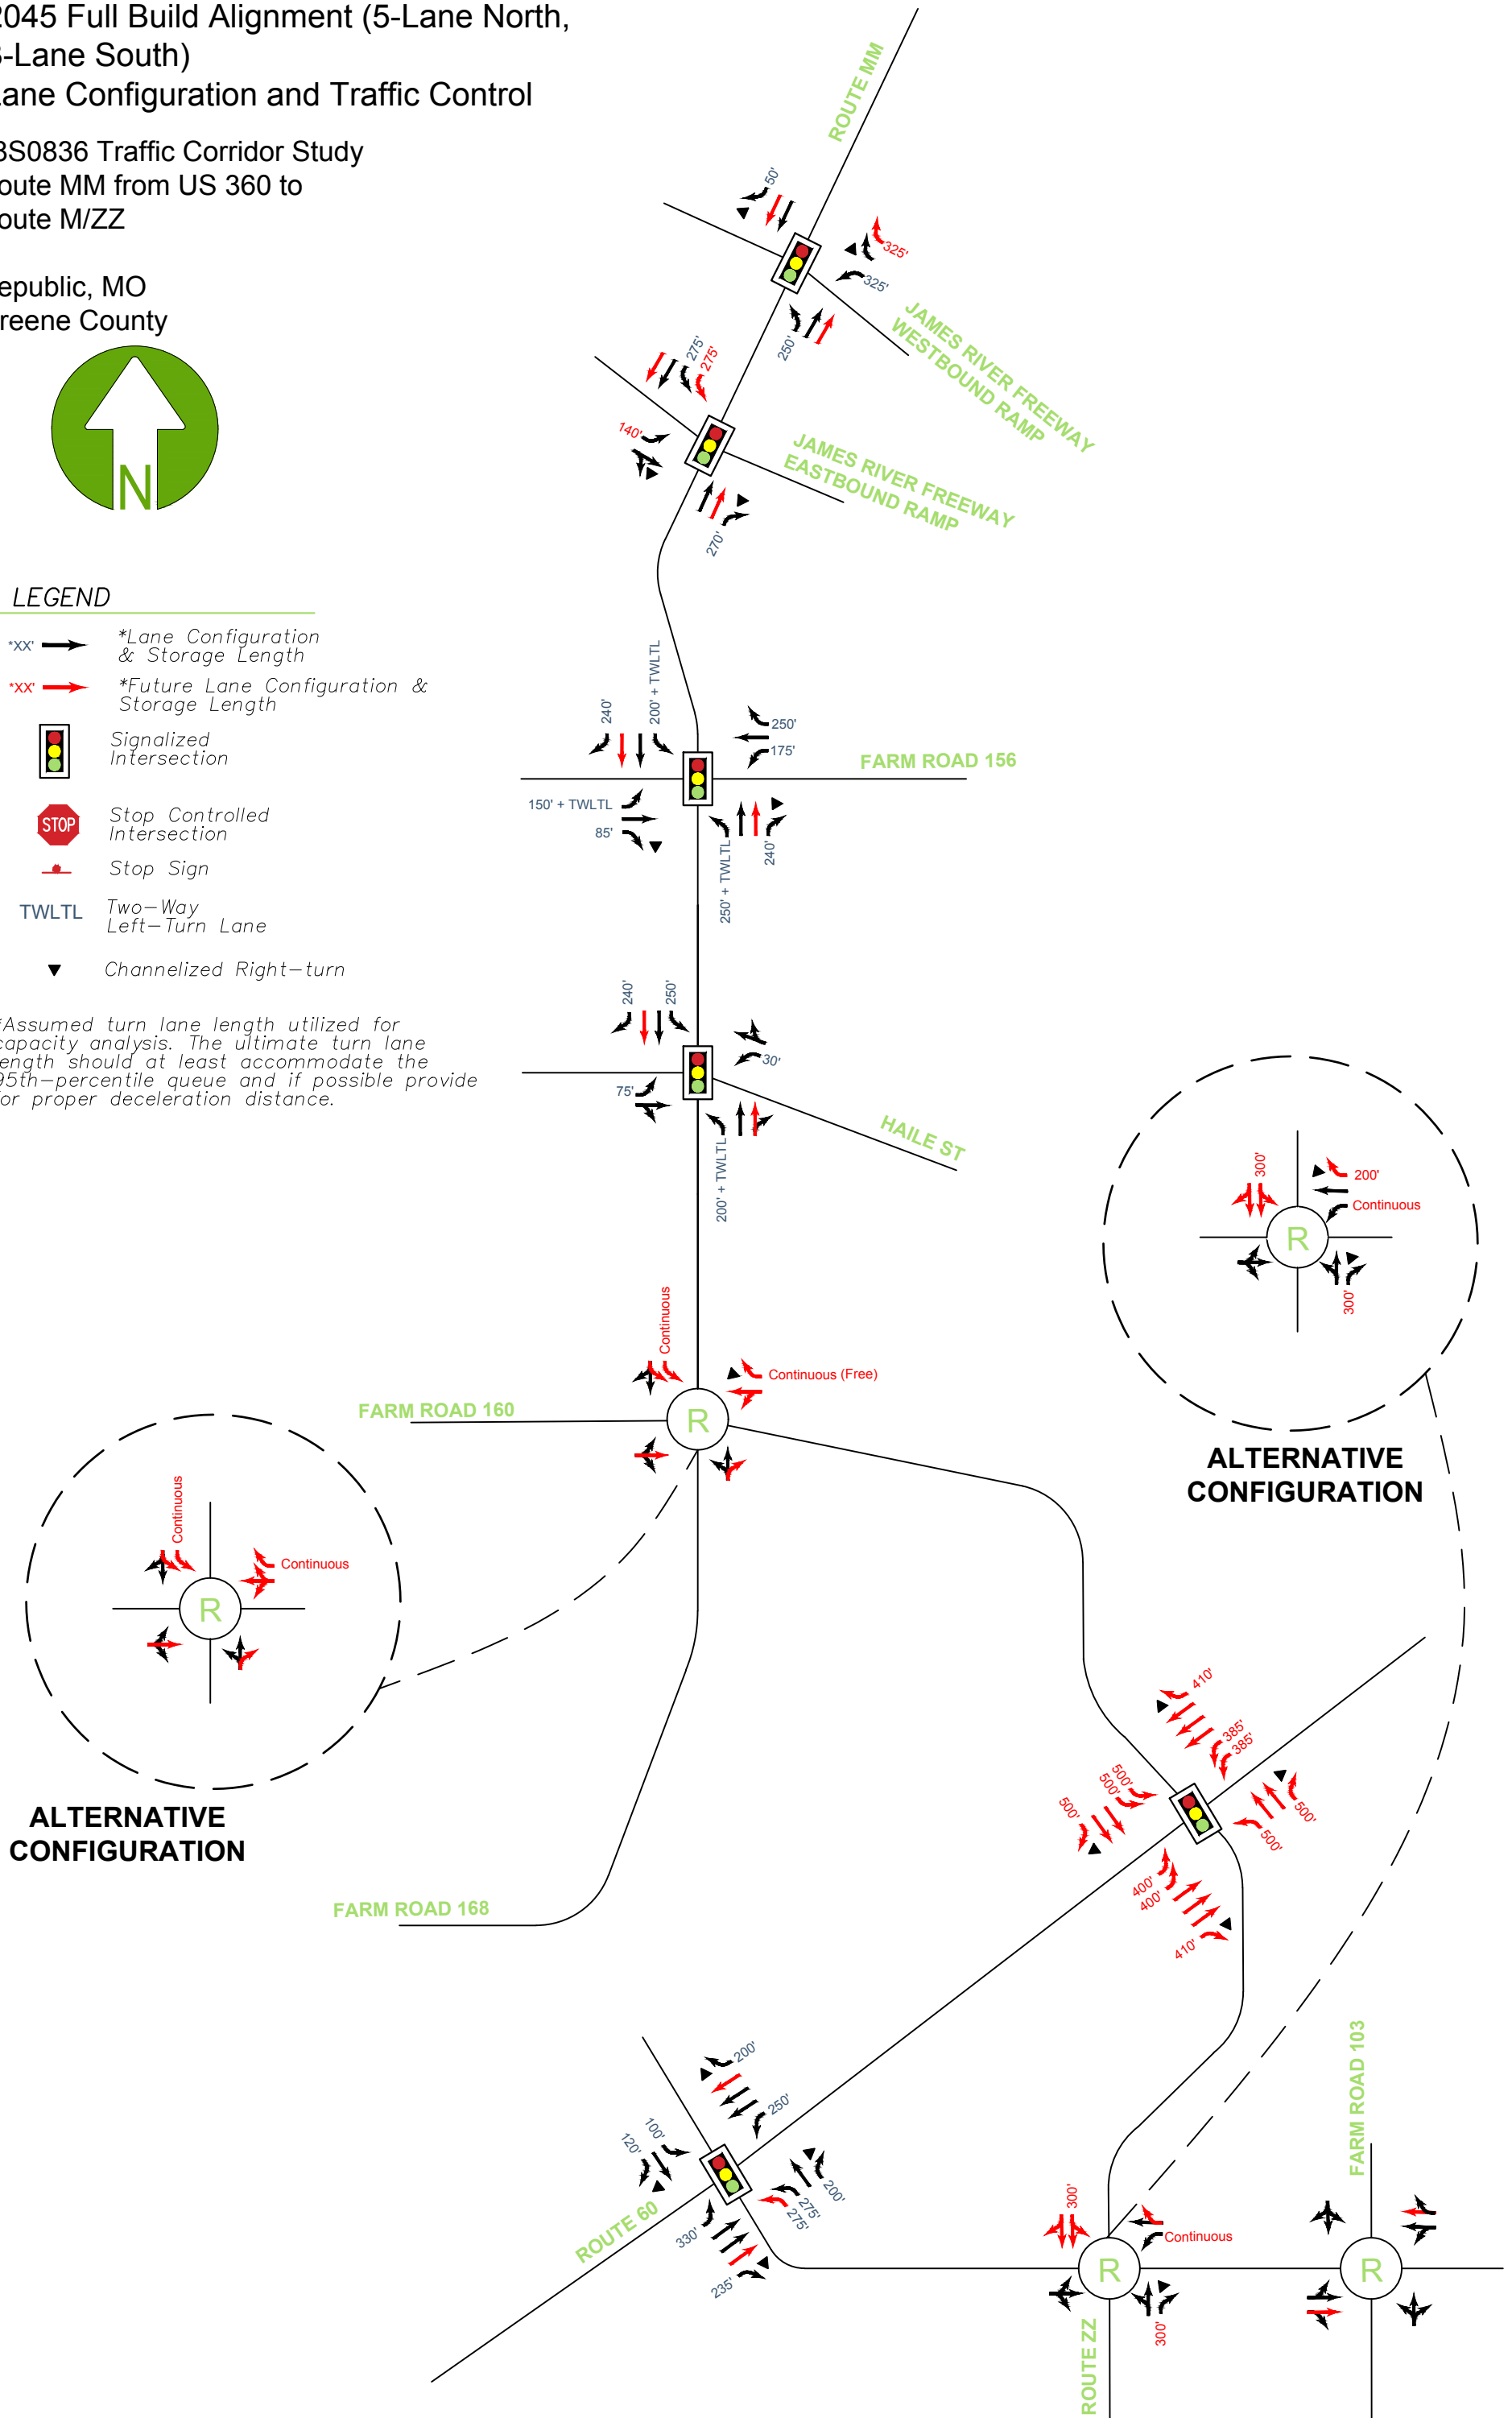 2045 Full Build Alignment (5-Lane North,
3-Lane South)
Lane Configuration and Traffic Control
S0836 Traffic Corridor Study
oute MM from US 360 to
oute M/ZZ
epublic, MO
reene County
N
LEGEND
*XX'
*Lane Configuration
& Storage Length
*XX'
*Future Lane Configuration &
Storage Length
Signalized
Intersection
STOP
Stop Controlled
Intersection
Stop Sign
TWLTL
Two-Way
Left-Turn Lane
Channelized Right-turn
*Assumed turn lane length utilized for
capacity analysis. The ultimate turn lane
length should at least accommodate the
95th-percentile queue and if possible provide
for proper deceleration distance.
ROUTE MM
50'
325'
325'
250'
JAMES RIVER FREEWAY
WESTBOUND RAMP
275'
275'
140'
270'
JAMES RIVER FREEWAY
EASTBOUND RAMP
240'
200' + TWLTL
250'
175'
FARM ROAD 156
150' + TWLTL
85'
250' + TWLTL
240'
240'
250'
30'
75'
200' + TWLTL
HAILE ST
300'
200'
Continuous
R
300'
ALTERNATIVE
CONFIGURATION
Continuous
Continuous (Free)
FARM ROAD 160
R
Continuous
Continuous
R
ALTERNATIVE
CONFIGURATION
FARM ROAD 168
410'
385'
385'
500'
500'
500'
500'
500'
400'
400'
410'
200'
250'
100'
120'
200'
275'
275'
330'
235'
ROUTE 60
FARM ROAD 103
300'
Continuous
R
R
300'
ROUTE ZZ